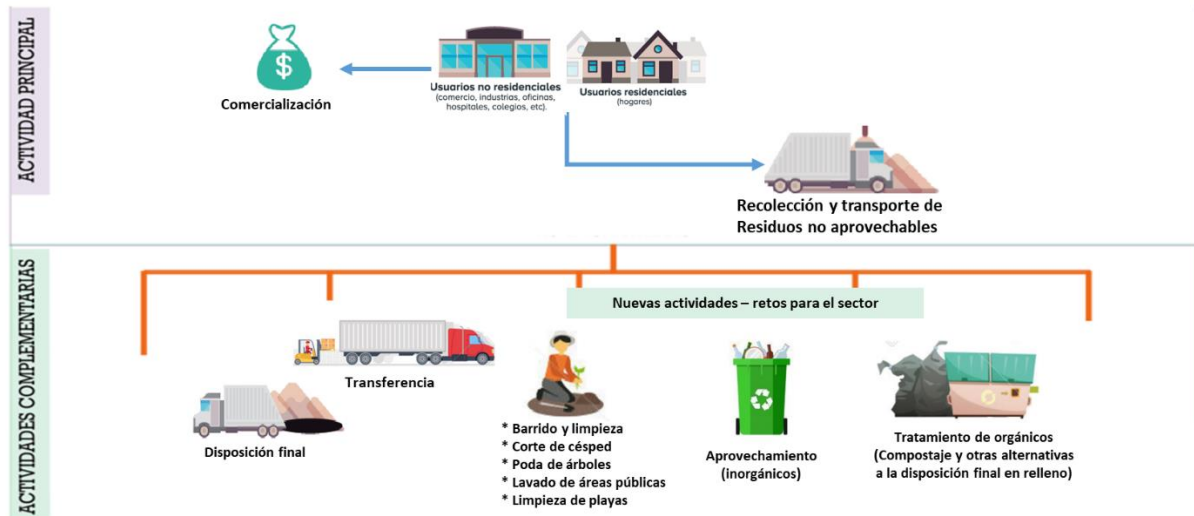 ACTIVIDAD PRINCIPAL
$
Comercialización
Usuarios no residenciales
(comercio, industrias, oficinas,
hospitales, colegios, etc).
Usuarios residenciales
(hogares)
Recolección y transporte de
Residuos no aprovechables
ACTIVIDADES COMPLEMENTARIAS
Nuevas actividades – retos para el sector
Disposición final
Transferencia
* Barrido y limpieza
* Corte de césped
* Poda de árboles
* Lavado de áreas públicas
* Limpieza de playas
Aprovechamiento
(inorgánicos)
Tratamiento de orgánicos
(Compostaje y otras alternativas
a la disposición final en relleno)